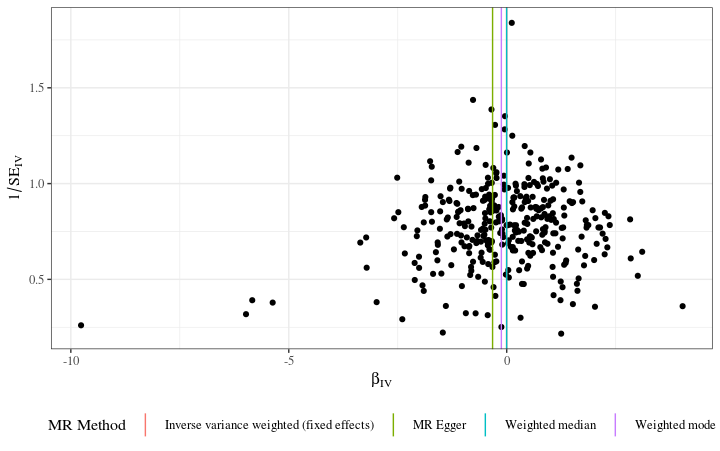 1/SE_IV
1.5
1.0
0.5
-10
-5
0
β_IV
MR Method
Inverse variance weighted (fixed effects)
MR Egger
Weighted median
Weighted mode